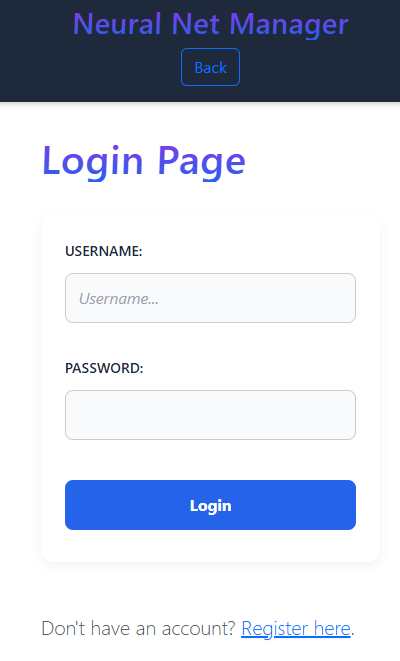 Neural Net Manager
Back
Login Page
USERNAME:
Username...
PASSWORD:
Login
Don't have an account? Register here.